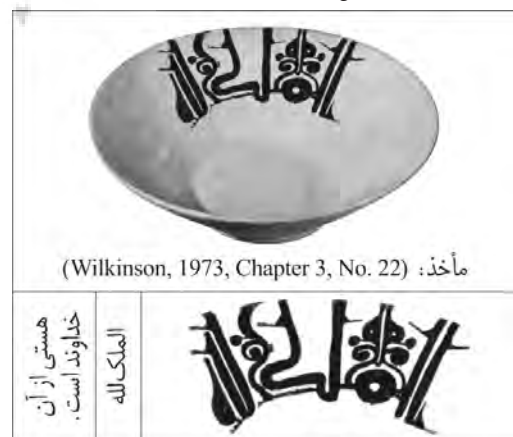 مأخذ: (Wilkinson, 1973, Chapter 3, No. 22)
الملک لله
هستی از آن
خداوند است.